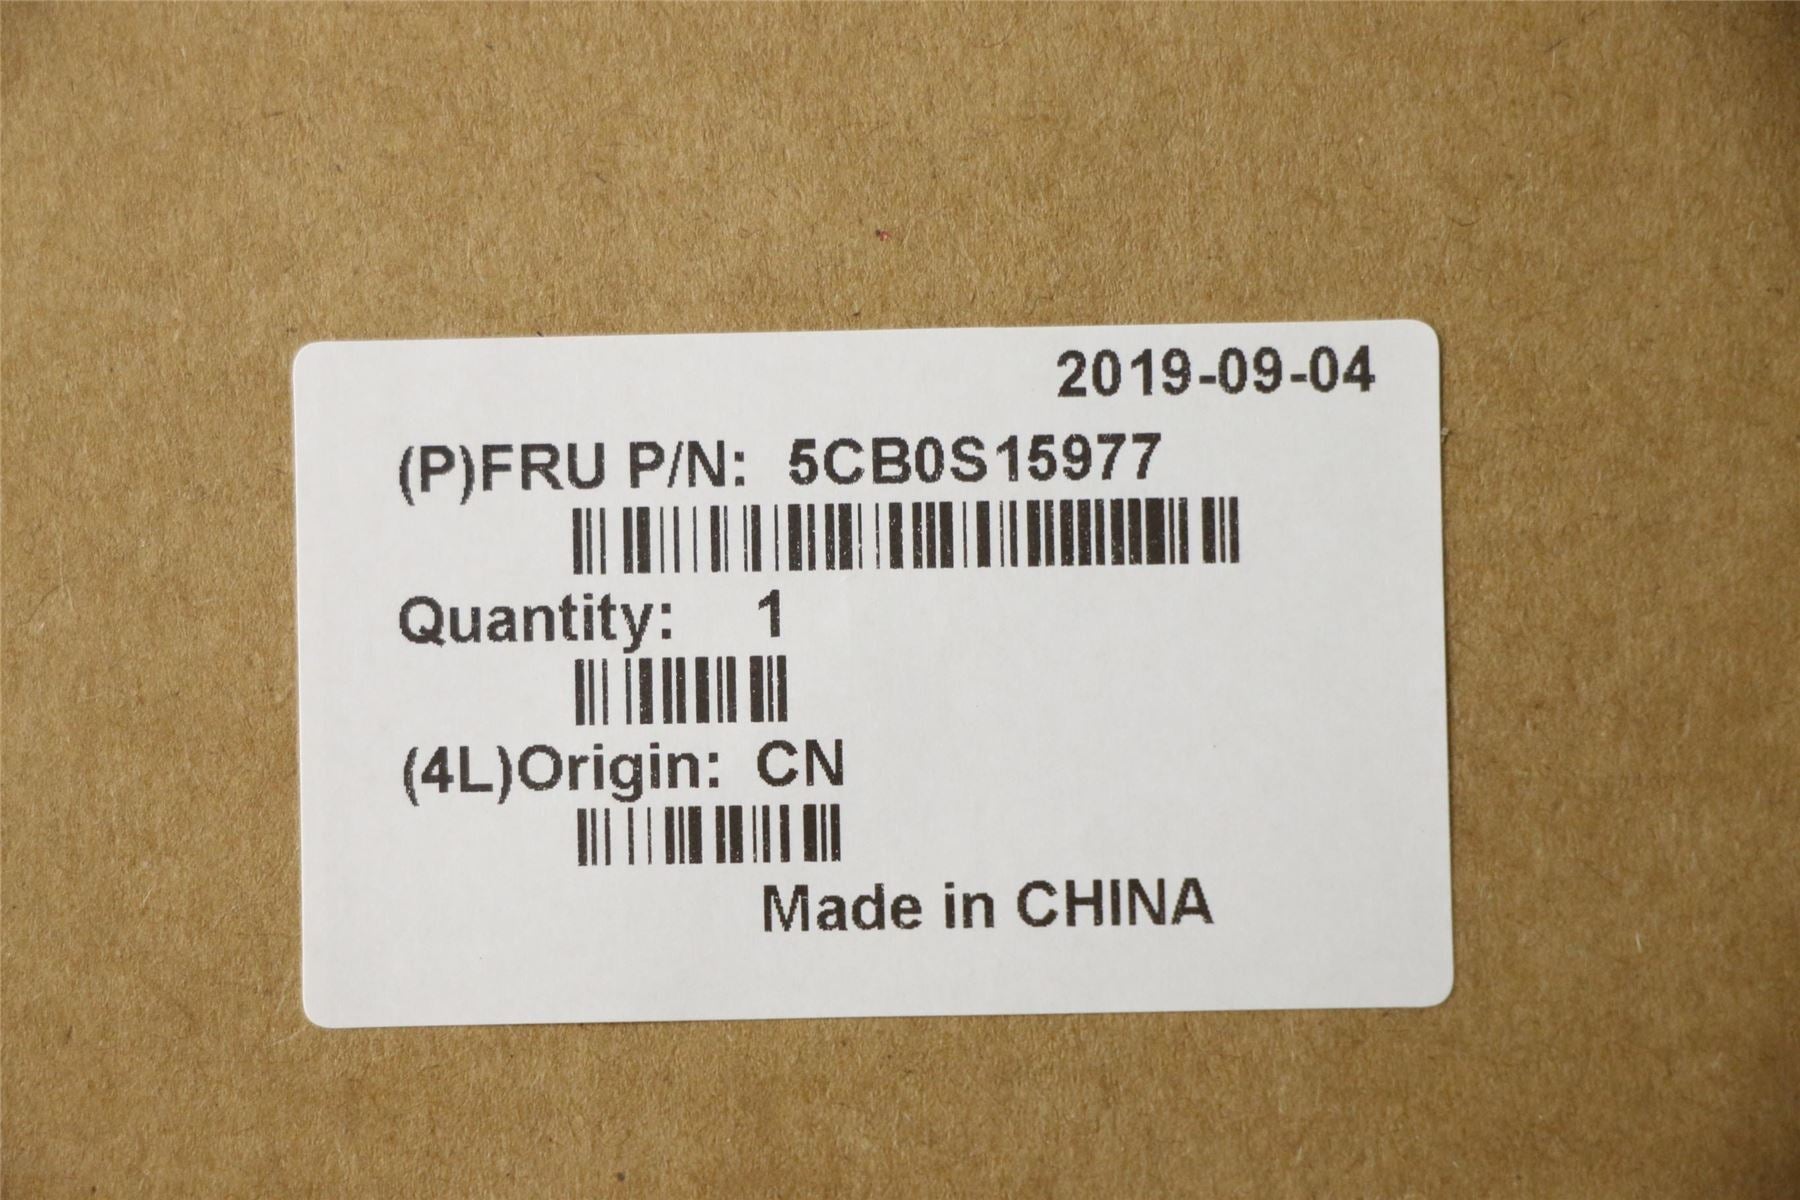 2019-09-04
(P)FRU P/N: 5CB0S15977
Quantity: 1
(4L)Origin: CN
Made in CHINA